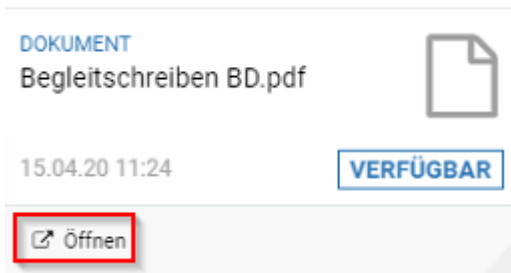 DOKUMENT
Begleitschreiben BD.pdf
15.04.20 11:24 VERFÜGBAR
Öffnen